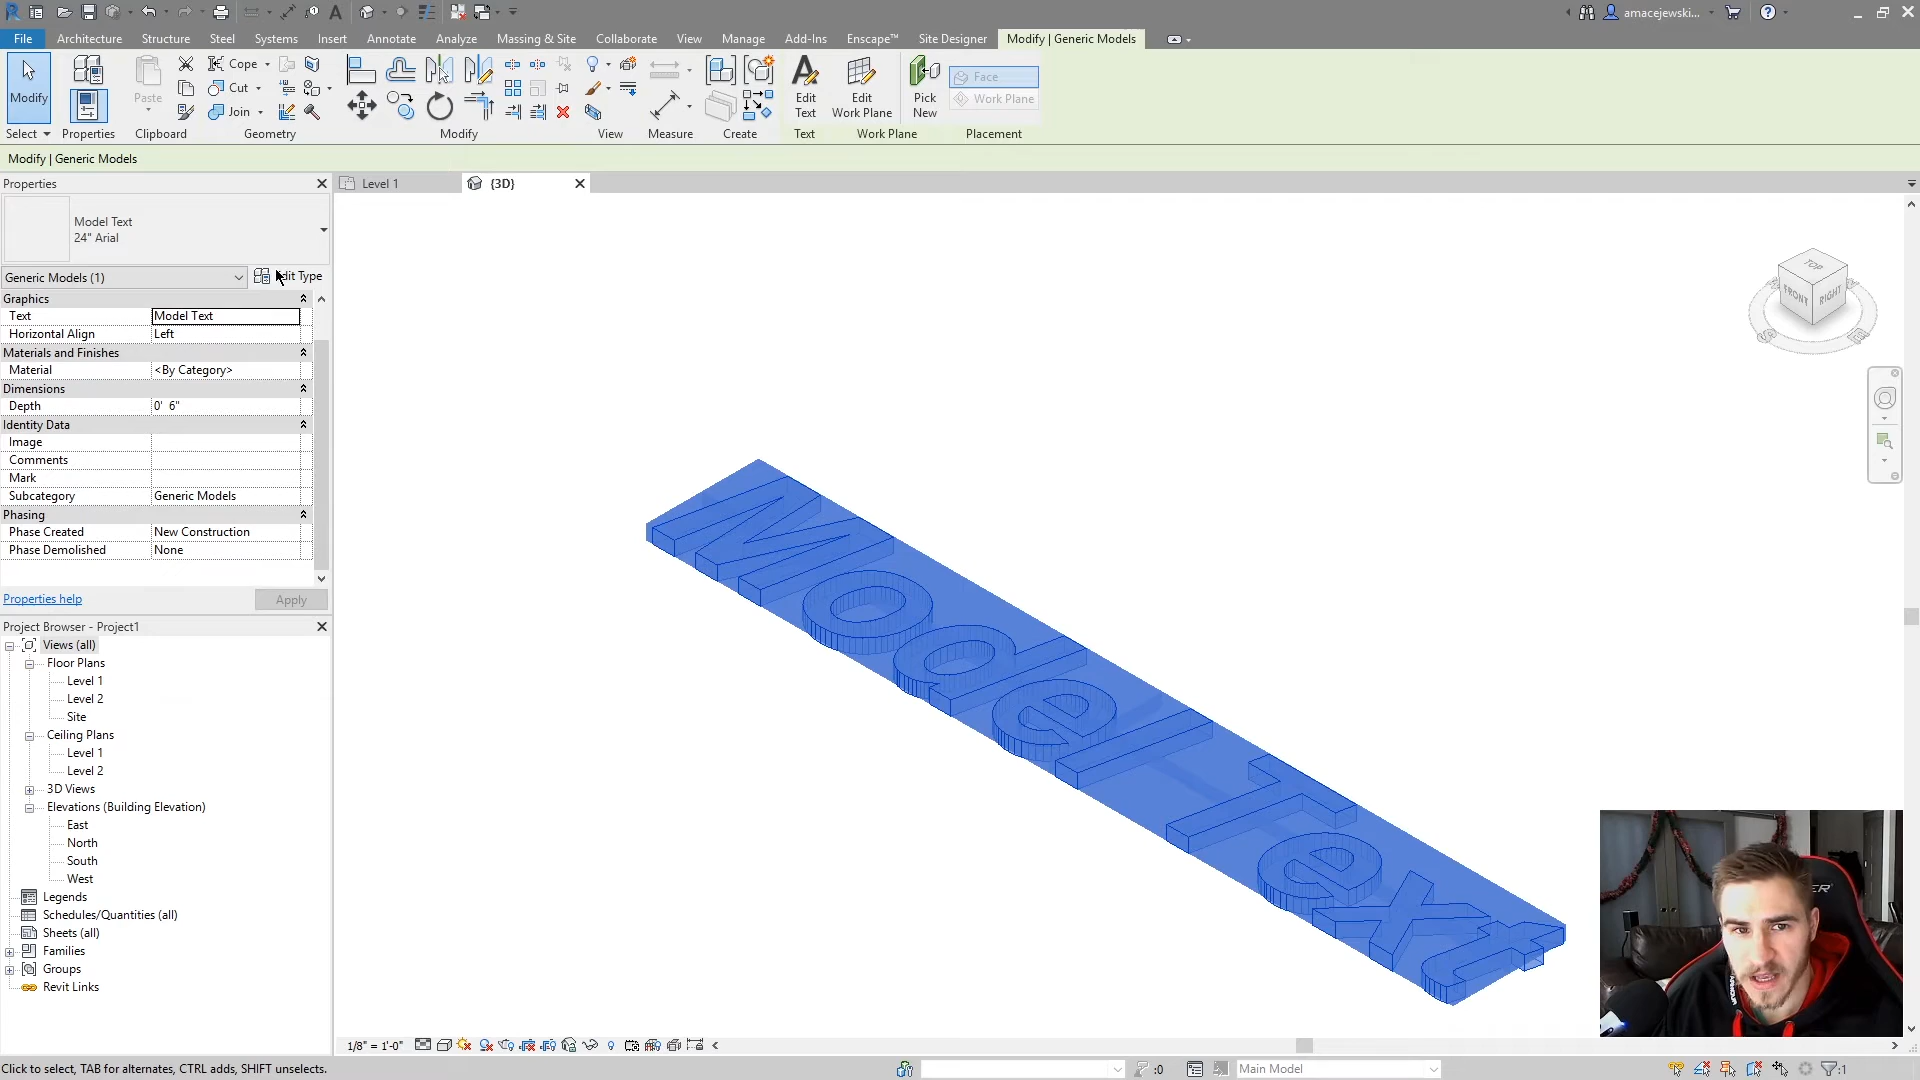 amacejewski...
File Architecture Structure Steel Systems Insert Annotate Analyze Massing & Site Collaborate View Manage Add-Ins Enscape™ Site Designer Modify | Generic Models
Modify
Paste
Cope
Cut
Join
Edit Text
Edit Work Plane
Pick New
Face
Work Plane
Select Properties Clipboard Geometry Modify View Measure Create Text Work Plane Placement
Modify | Generic Models
Properties
Level 1
{3D}
Model Text
24" Arial
Generic Models (1)
Graphics
Text Model Text
Horizontal Align Left
Materials and Finishes
Material <By Category>
Dimensions
Depth 0' 6"
Identity Data
Image
Comments
Mark
Subcategory Generic Models
Phasing
Phase Created New Construction
Phase Demolished None
Properties help
Apply
Project Browser - Project1
Views (all)
Floor Plans
Level 1
Level 2
Site
Ceiling Plans
Level 1
Level 2
3D Views
Elevations (Building Elevation)
East
North
South
West
Legends
Schedules/Quantities (all)
Sheets (all)
Families
Groups
Revit Links
TOP
FRONT
RIGHT
Model Text
1/8" = 1'-0"
Click to select, TAB for alternates, CTRL adds, SHIFT unselects.
:0
Main Model
:1